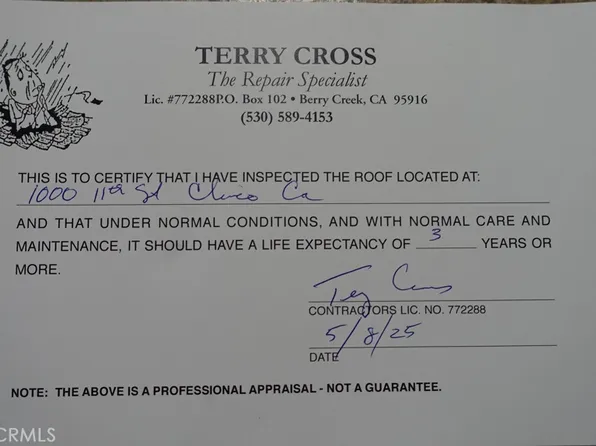 TERRY CROSS
The Repair Specialist
Lic. #772288P.O. Box 102 • Berry Creek, CA 95916
(530) 589-4153
THIS IS TO CERTIFY THAT I HAVE INSPECTED THE ROOF LOCATED AT:
1000 11th St Chico Ca
AND THAT UNDER NORMAL CONDITIONS, AND WITH NORMAL CARE AND
MAINTENANCE, IT SHOULD HAVE A LIFE EXPECTANCY OF 3 YEARS OR
MORE.
Terry Cross
CONTRACTORS LIC. NO. 772288
5/8/25
DATE
NOTE: THE ABOVE IS A PROFESSIONAL APPRAISAL - NOT A GUARANTEE.
CRMLS